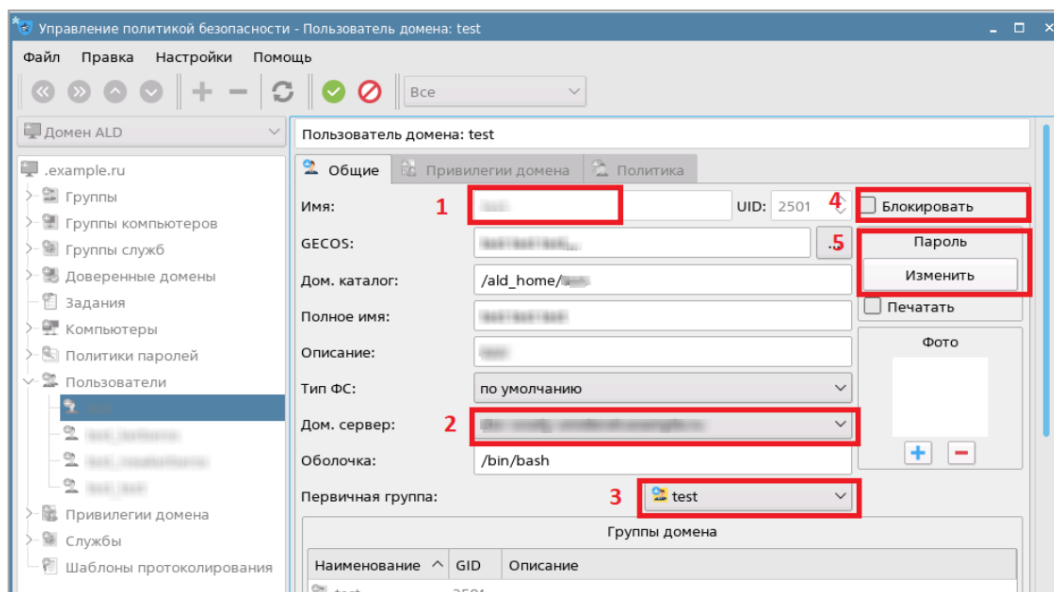 Управление политикой безопасности - Пользователь домена: test
Файл Правка Настройки Помощь
Все
Домен ALD
.example.ru
Группы
Группы компьютеров
Группы служб
Доверенные домены
Задания
Компьютеры
Политики паролей
Пользователи
Привилегии домена
Службы
Шаблоны протоколирования
Пользователь домена: test
Общие Привилегии домена Политика
Имя: 1 UID: 2501 4 Блокировать
GECOS: ... 5 Пароль
Изменить
Дом. каталог: /ald_home/
Печатать
Полное имя:
Фото
Описание:
Тип ФС: по умолчанию
Дом. сервер: 2
Оболочка: /bin/bash
Первичная группа: 3 test
Группы домена
Наименование GID Описание
test 2501